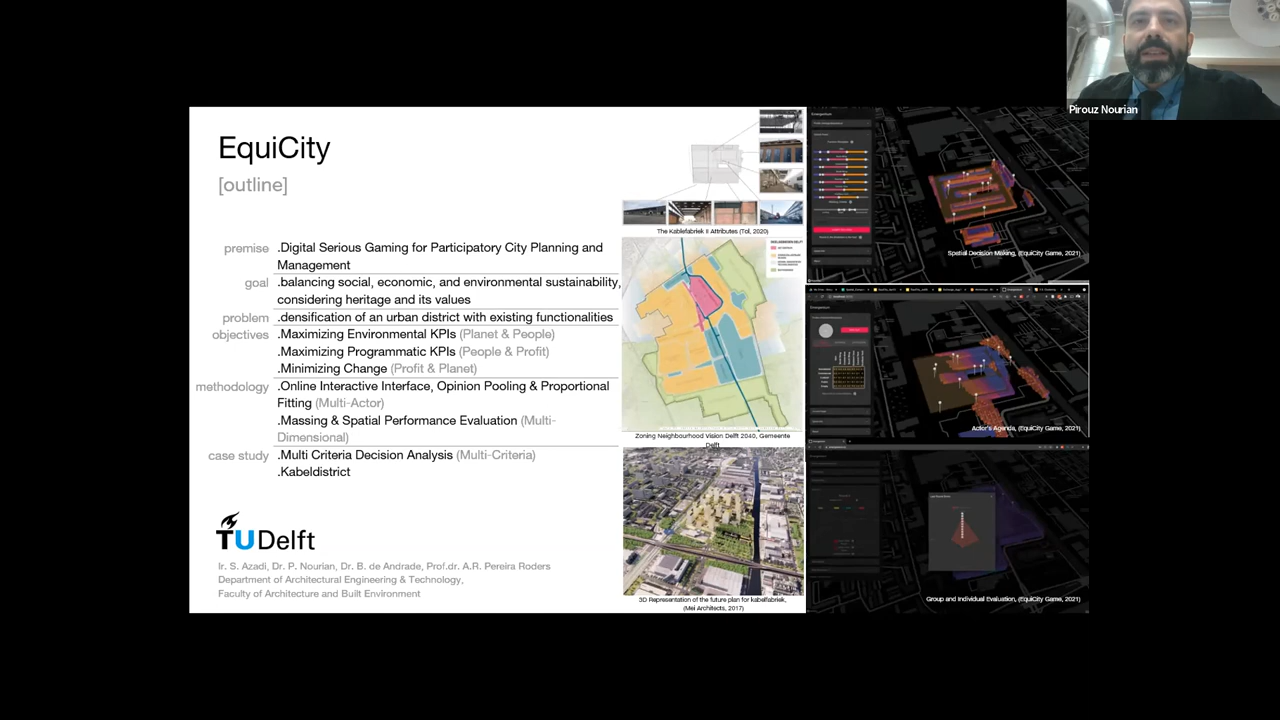 Pirouz Nourian
EquiCity
[outline]
The Kablefabriek II Attributes (Tol, 2020)
premise .Digital Serious Gaming for Participatory City Planning and
Management
goal .balancing social, economic, and environmental sustainability,
considering heritage and its values
problem .densification of an urban district with existing functionalities
objectives .Maximizing Environmental KPIs (Planet & People)
.Maximizing Programmatic KPIs (People & Profit)
.Minimizing Change (Profit & Planet)
methodology .Online Interactive Interface, Opinion Pooling & Proportional
Fitting (Multi-Actor)
.Massing & Spatial Performance Evaluation (Multi-
Dimensional)
case study .Multi Criteria Decision Analysis (Multi-Criteria)
.Kabeldistrict
TUDelft
Ir. S. Azadi, Dr. P. Nourian, Dr. B. de Andrade, Prof.dr. A.R. Pereira Roders
Department of Architectural Engineering & Technology,
Faculty of Architecture and Built Environment
Zoning Neighbourhood Vision Delft 2040, Gemeente
Delft
3D Representation of the future plan for kabelfabriek,
(Mei Architects, 2017)
Spatial Decision Making, (EquiCity Game, 2021)
Actor's Agenda, (EquiCity Game, 2021)
Group and Individual Evaluation, (EquiCity Game, 2021)